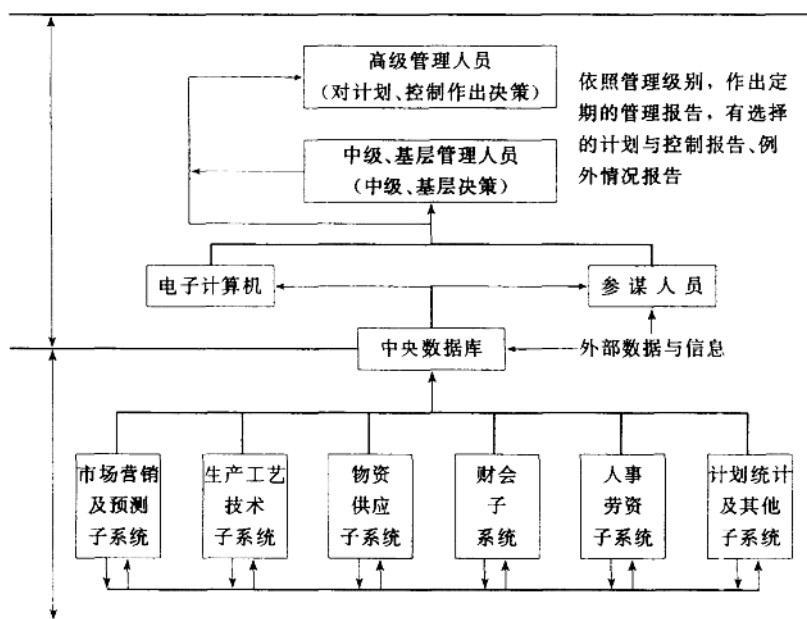 高级管理人员
（对计划、控制作出决策）
依照管理级别，作出定
期的管理报告，有选择
的计划与控制报告、例
外情况报告
中级、基层管理人员
（中级、基层决策）
电子计算机
参谋人员
中央数据库
外部数据与信息
市场营销
及预测
子系统
生产工艺
技术
子系统
物资
供应
子系统
财会
子
系统
人事
劳资
子系统
计划统计
及其他
子系统